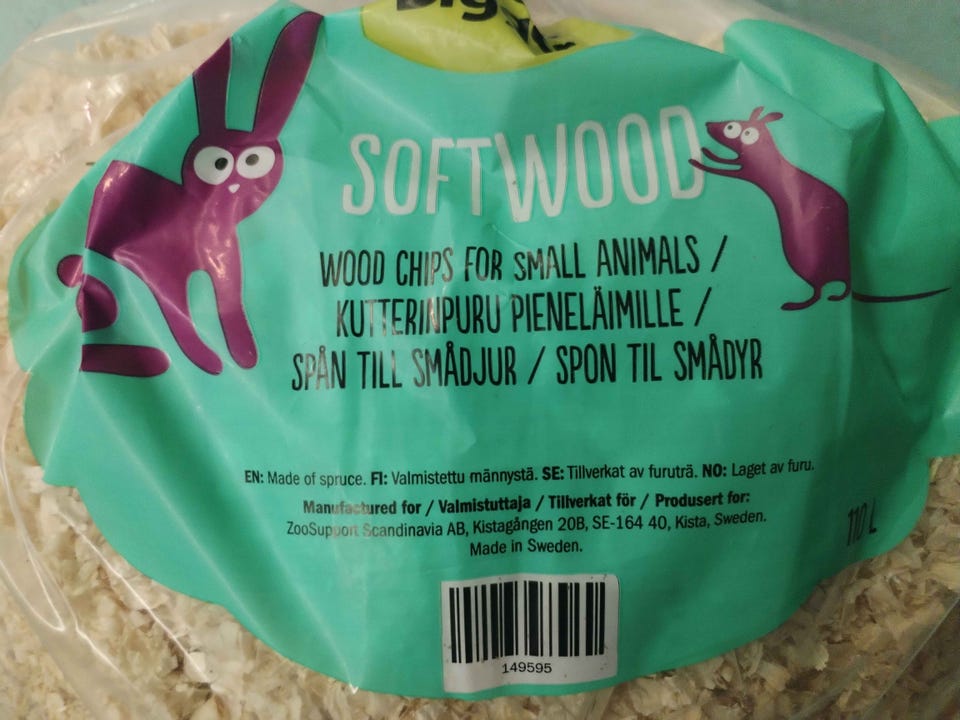 Big
SOFTWOOD
WOOD CHIPS FOR SMALL ANIMALS /
KUTTERINPURU PIENELÄIMILLE /
SPÅN TILL SMÅDJUR / SPON TIL SMÅDYR
EN: Made of spruce. FI: Valmistettu männystä. SE: Tillverkat av furuträ. NO: Laget av furu.
Manufactured for / Valmistuttaja / Tillverkat för / Produsert for:
ZooSupport Scandinavia AB, Kistagången 20B, SE-164 40, Kista, Sweden.
Made in Sweden.
110 L
149595